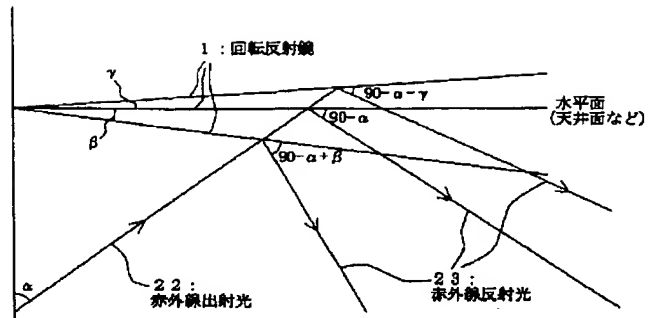 1：回転反射鏡
γ
90-α-γ
水平面
(天井面など)
90-α
β
90-α+β
α
22：
赤外線出射光
23：
赤外線反射光